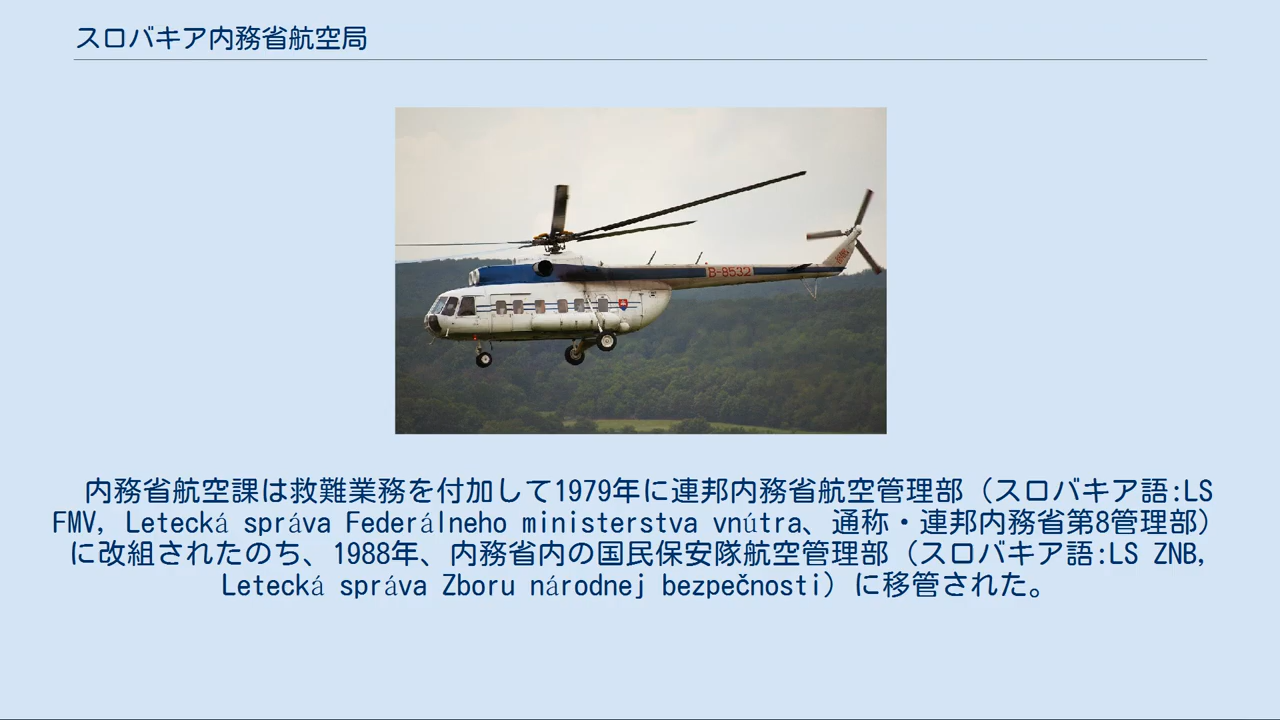 スロバキア内務省航空局
B-8532
内務省航空課は救難業務を付加して1979年に連邦内務省航空管理部（スロバキア語:LS
FMV, Letecká správa Federálneho ministerstva vnútra、通称・連邦内務省第8管理部）
に改組されたのち、1988年、内務省内の国民保安隊航空管理部（スロバキア語:LS ZNB,
Letecká správa Zboru národnej bezpečnosti）に移管された。